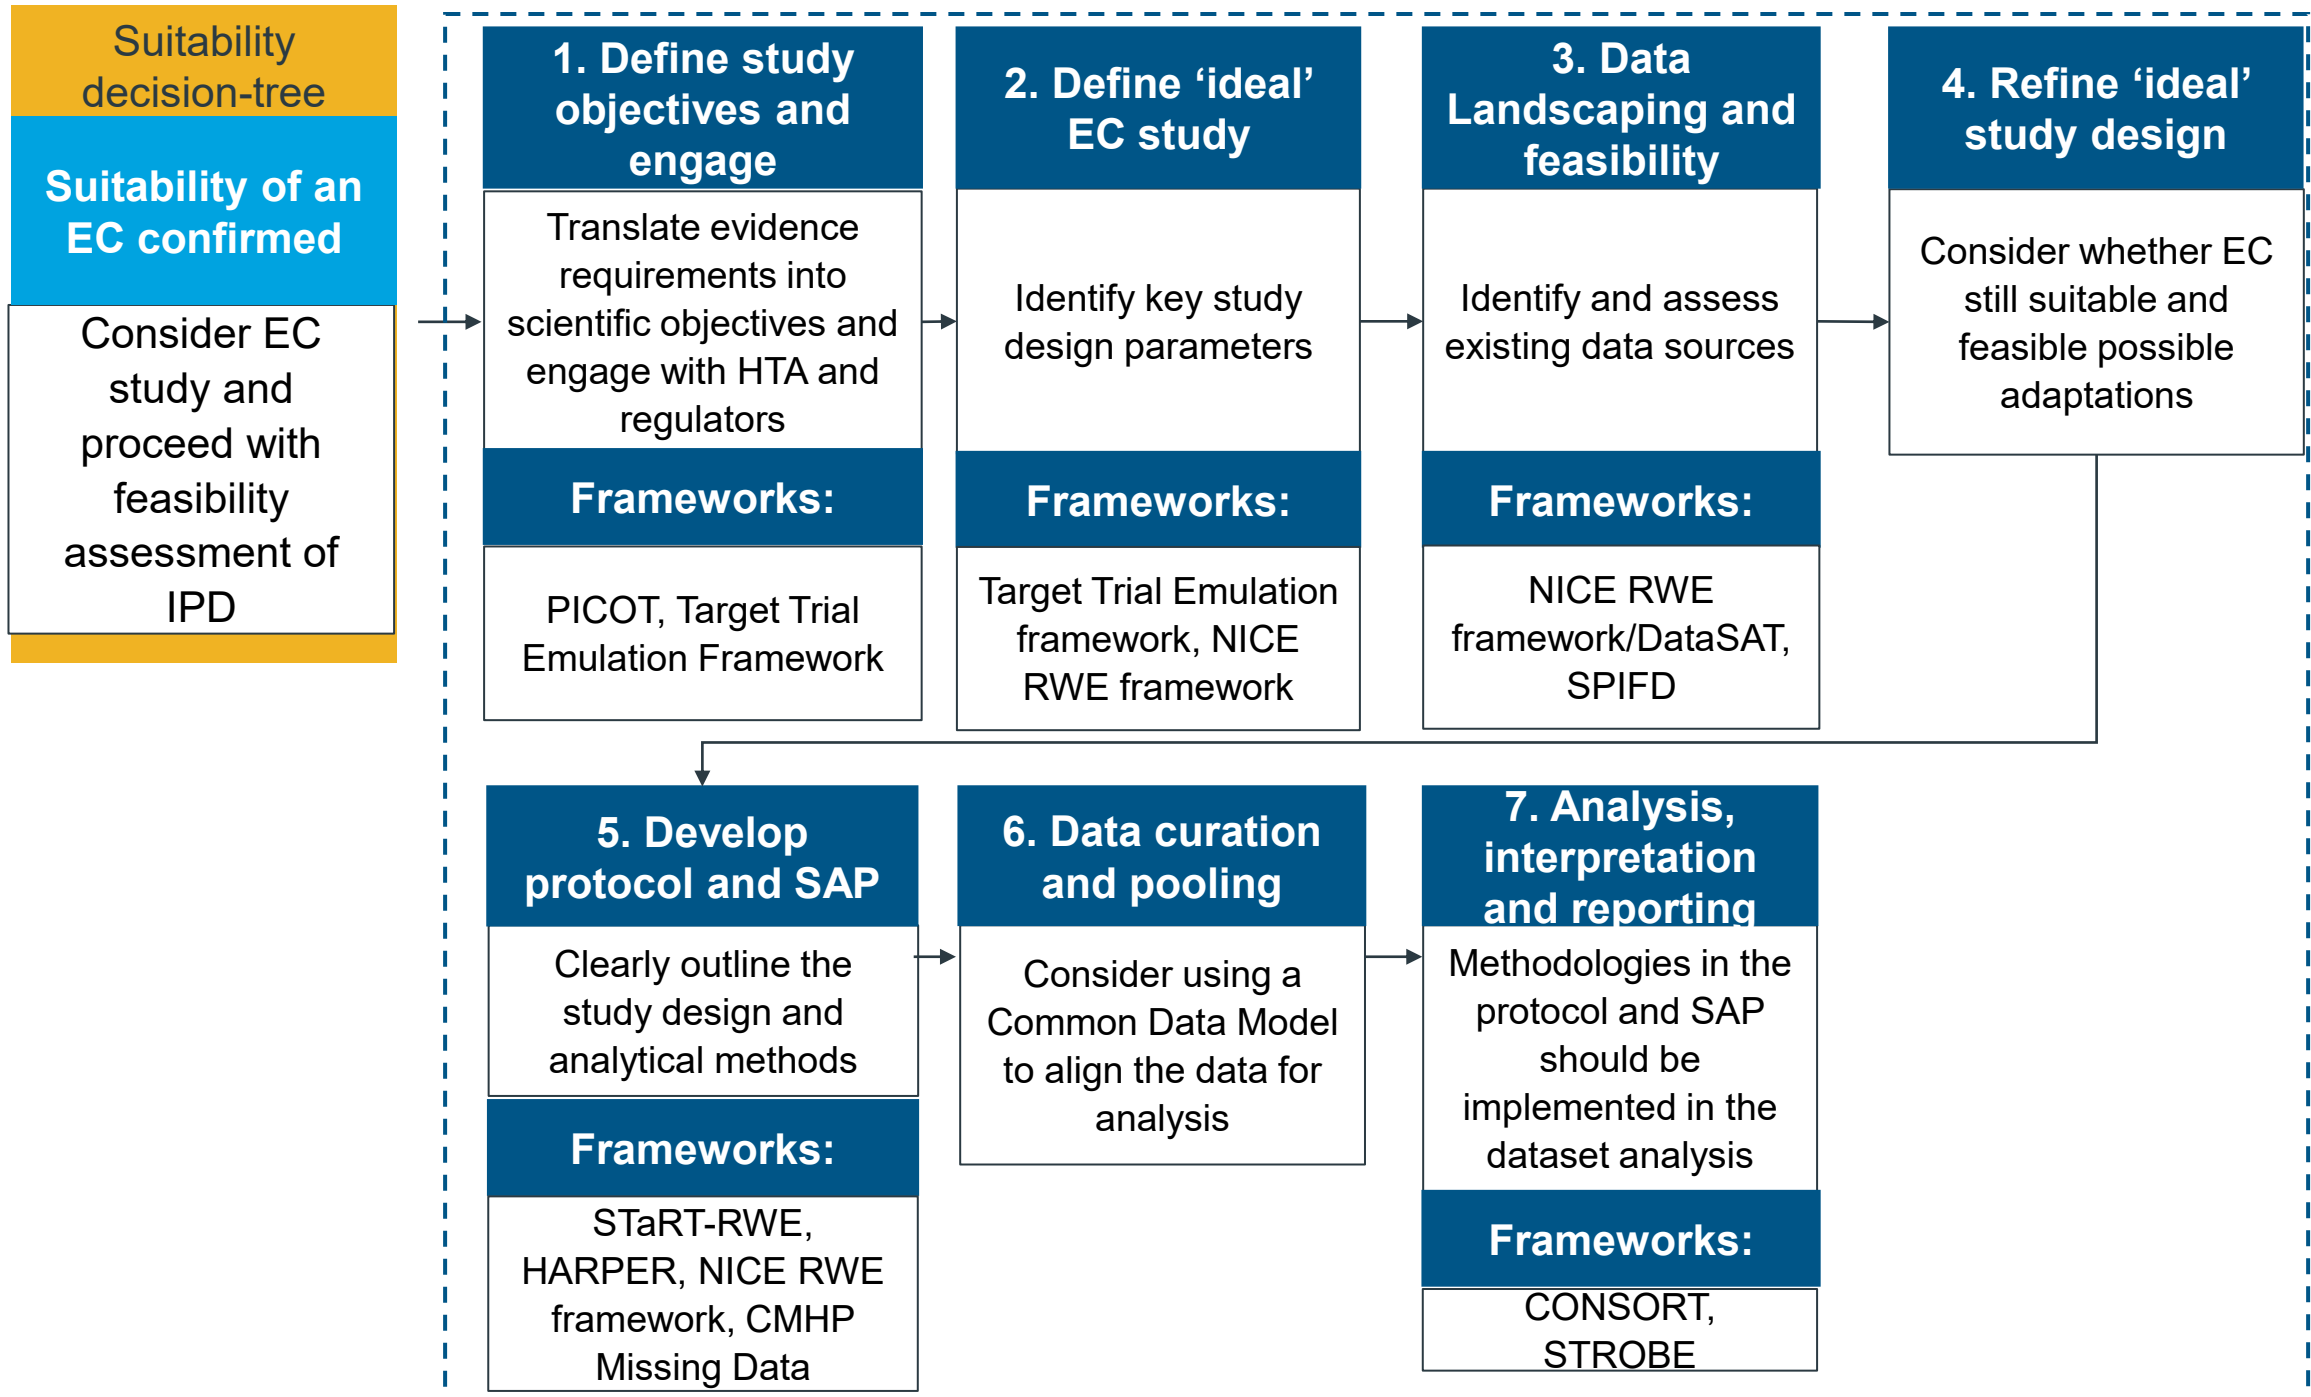 Suitability
decision-tree
Suitability of an
EC confirmed
Consider EC
study and
proceed with
feasibility
assessment of
IPD
1. Define study
objectives and
engage
Translate evidence
requirements into
scientific objectives and
engage with HTA and
regulators
Frameworks:
PICOT, Target Trial
Emulation Framework
2. Define ‘ideal’
EC study
Identify key study
design parameters
Frameworks:
Target Trial Emulation
framework, NICE
RWE framework
3. Data
Landscaping and
feasibility
Identify and assess
existing data sources
Frameworks:
NICE RWE
framework/DataSAT,
SPIFD
4. Refine ‘ideal’
study design
Consider whether EC
still suitable and
feasible possible
adaptations
5. Develop
protocol and SAP
Clearly outline the
study design and
analytical methods
Frameworks:
STaRT-RWE,
HARPER, NICE RWE
framework, CMHP
Missing Data
6. Data curation
and pooling
Consider using a
Common Data Model
to align the data for
analysis
7. Analysis,
interpretation
and reporting
Methodologies in the
protocol and SAP
should be
implemented in the
dataset analysis
Frameworks:
CONSORT,
STROBE